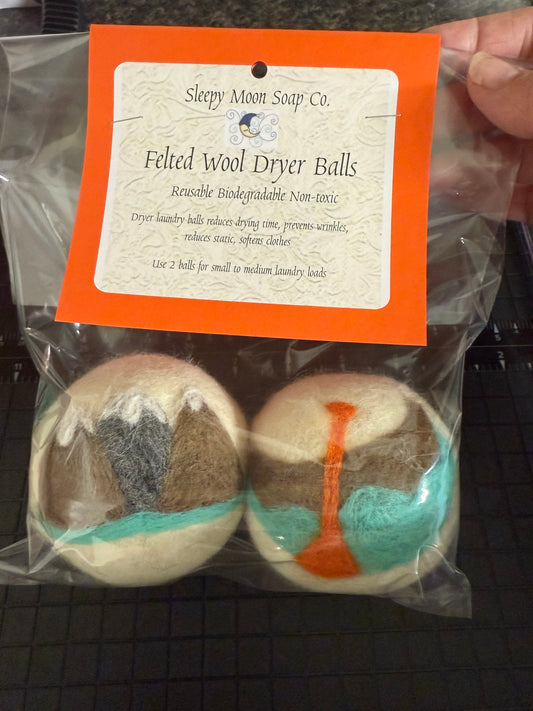 Sleepy Moon Soap Co.
Felted Wool Dryer Balls
Reusable Biodegradable Non-toxic
Dryer laundry balls reduces drying time, prevents wrinkles,
reduces static, softens clothes
Use 2 balls for small to medium laundry loads